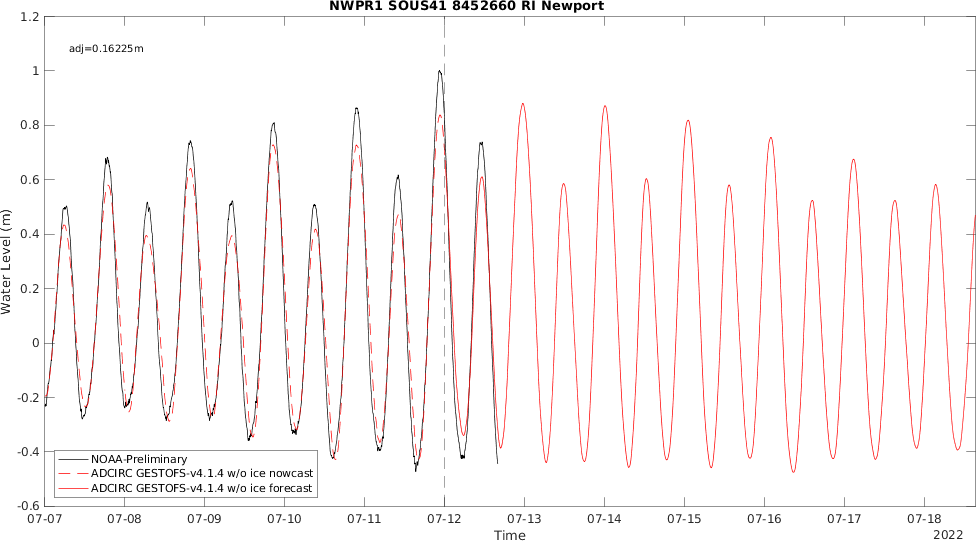 NWPR1 SOUS41 8452660 RI Newport
adj=0.16225m
1.2
1
0.8
0.6
0.4
0.2
0
-0.2
-0.4
-0.6
Water Level (m)
NOAA-Preliminary
ADCIRC GESTOFS-v4.1.4 w/o ice nowcast
ADCIRC GESTOFS-v4.1.4 w/o ice forecast
07-07 07-08 07-09 07-10 07-11 07-12 07-13 07-14 07-15 07-16 07-17 07-18
Time
2022